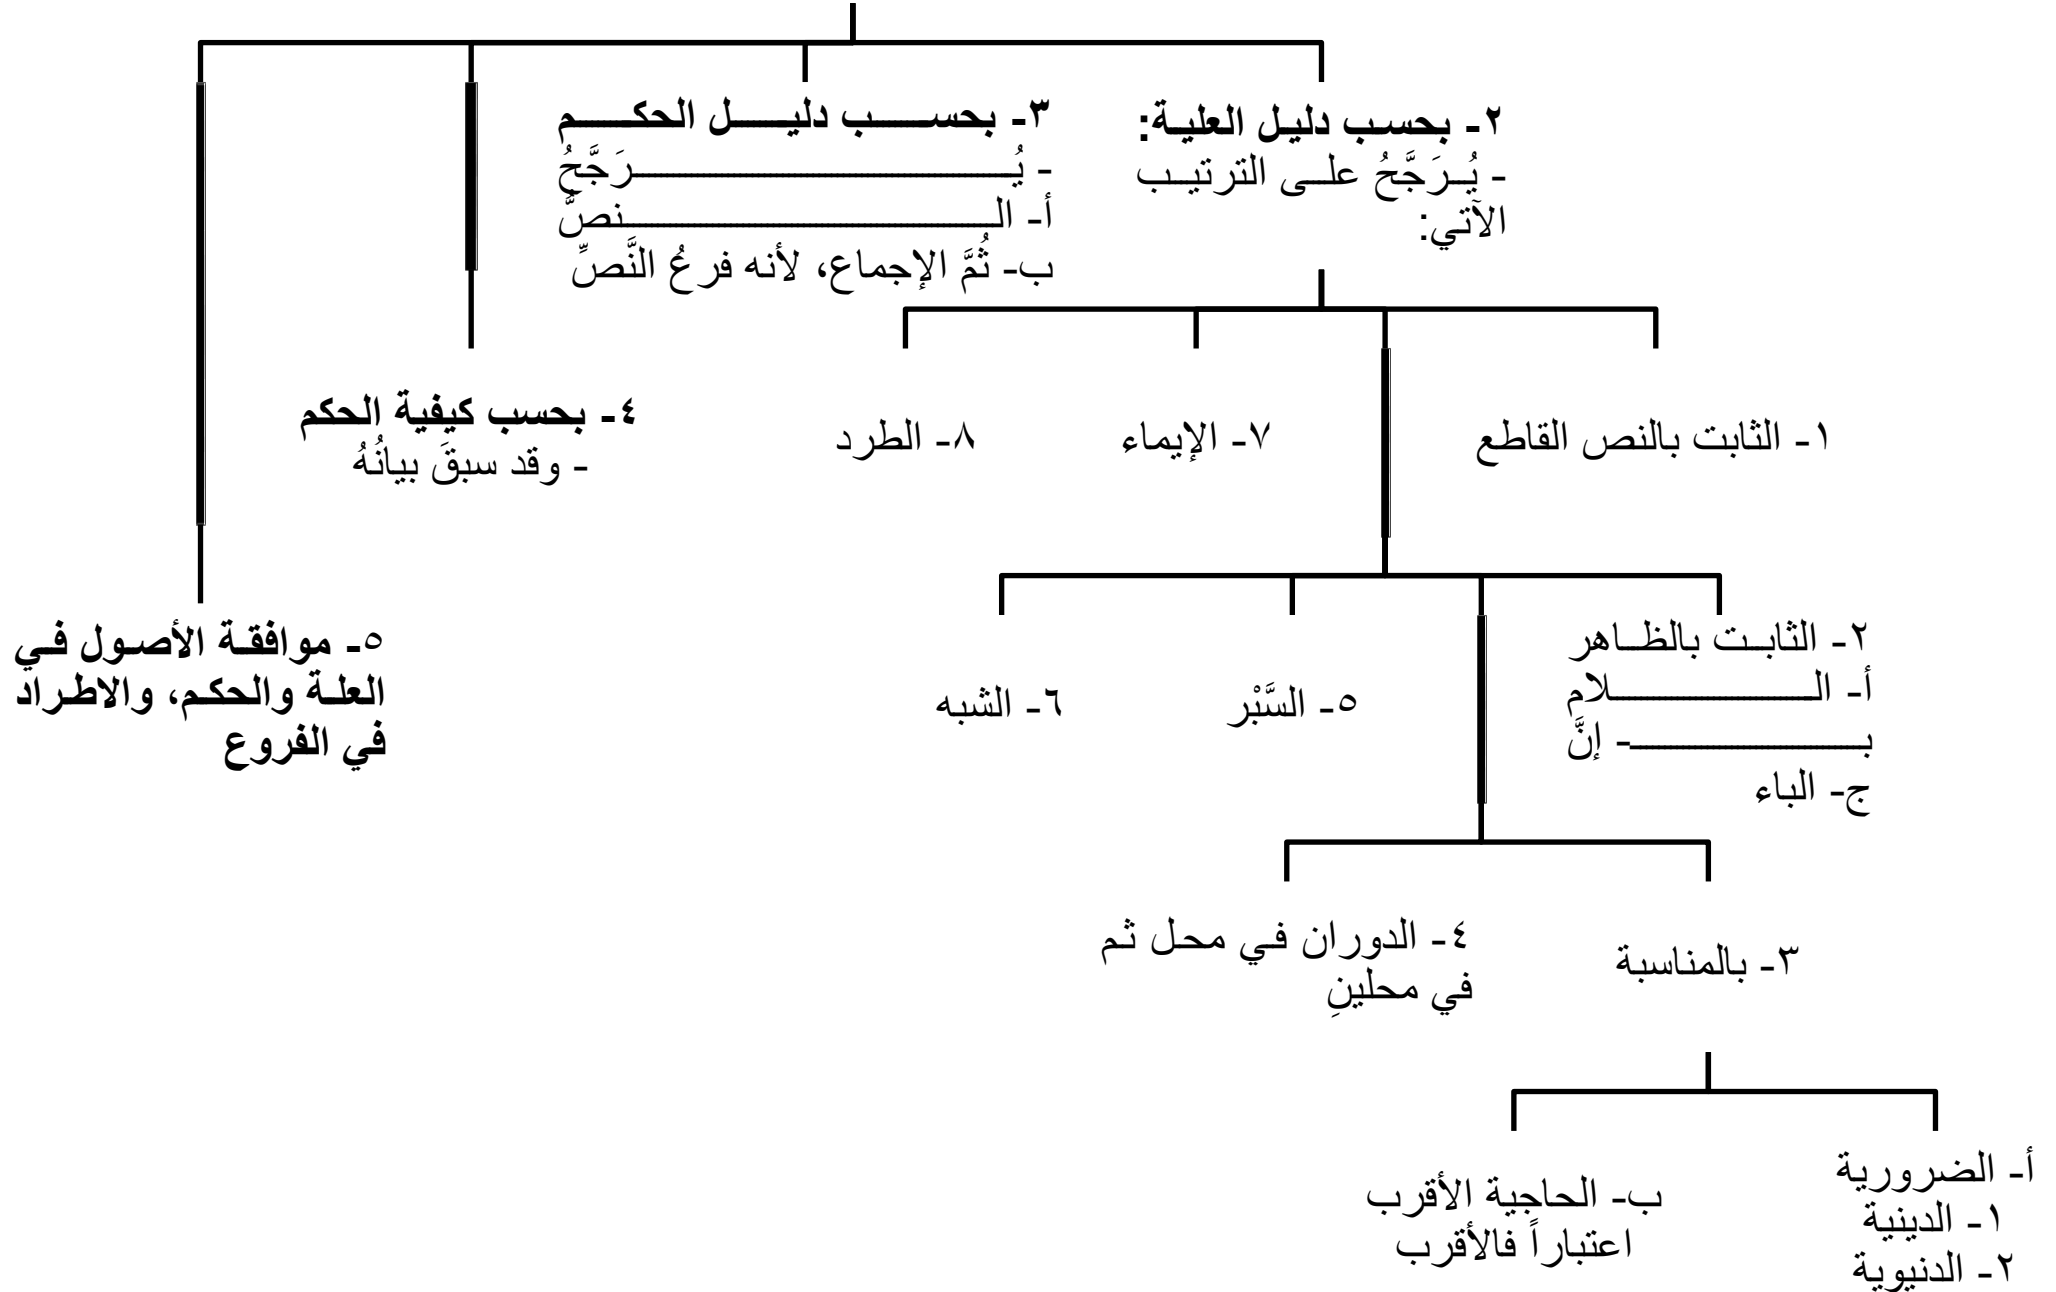 ٢- بحسب دليل العلية:
- يُرَجَّحُ على الترتيب
الآتي:
٣- بحسب دليل الحكم
- يُرَجَّحُ
أ- النصُّ
ب- ثُمَّ الإجماع، لأنه فرعُ النَّصِّ
١- الثابت بالنص القاطع
٧- الإيماء
٨- الطرد
٤- بحسب كيفية الحكم
- وقد سبقَ بيانُهُ
٢- الثابت بالظاهر
أ- اللام
ب- إنَّ
ج- الباء
٥- السَّبْر
٦- الشبه
٥- موافقة الأصول في
العلة والحكم، والاطراد
في الفروع
٣- بالمناسبة
٤- الدوران في محل ثم
في محلينِ
أ- الضرورية
١- الدينية
٢- الدنيوية
ب- الحاجية الأقرب
اعتباراً فالأقرب